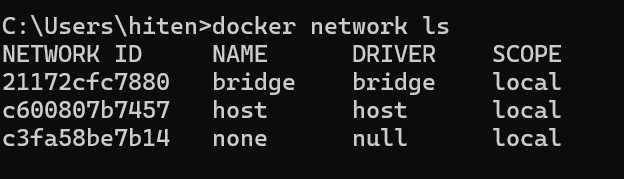 C:\Users\hiten>docker network ls
NETWORK ID     NAME      DRIVER    SCOPE
21172cfc7880   bridge    bridge    local
c600807b7457   host      host      local
c3fa58be7b14   none      null      local